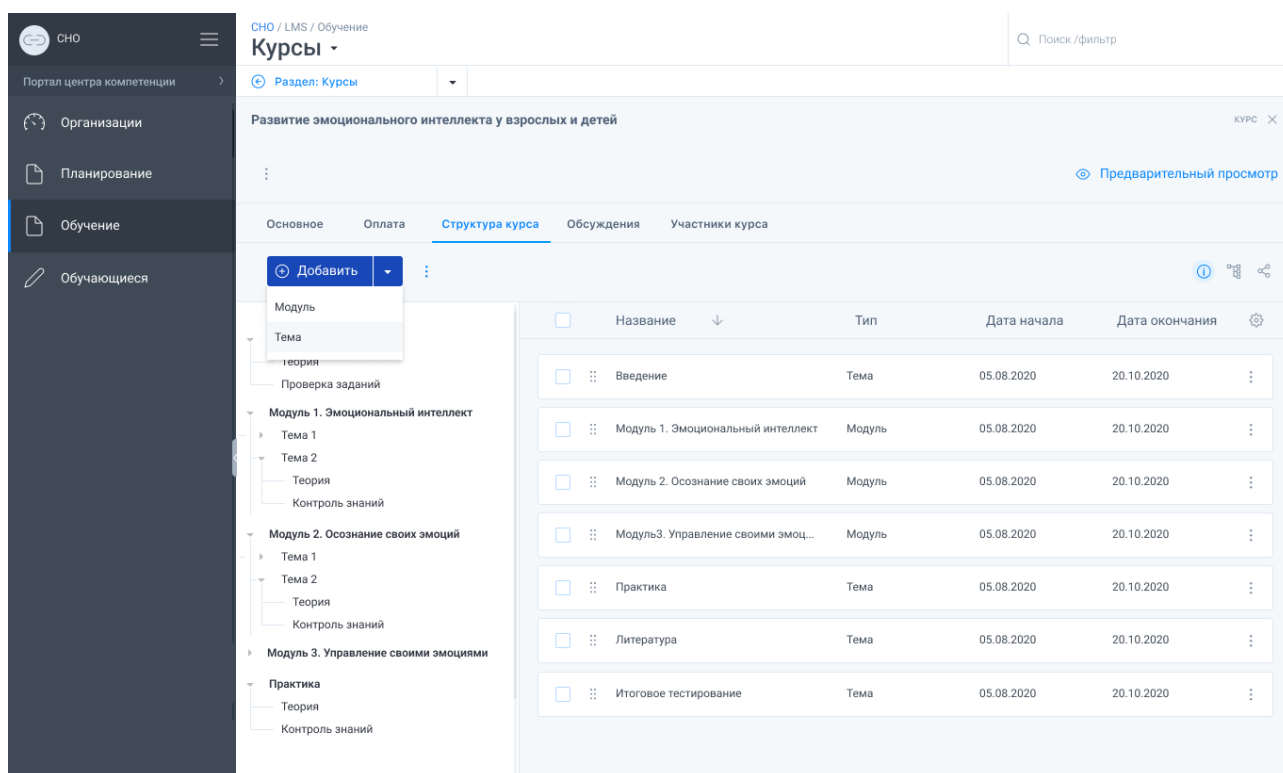 СНО
Портал центра компетенции
Организации
Планирование
Обучение
Обучающиеся
СНО / LMS / Обучение
Курсы
Поиск /фильтр
Раздел: Курсы
Развитие эмоционального интеллекта у взрослых и детей
КУРС
Предварительный просмотр
Основное Оплата Структура курса Обсуждения Участники курса
Добавить
Модуль
Тема
Теория
Проверка заданий
Модуль 1. Эмоциональный интеллект
Тема 1
Тема 2
Теория
Контроль знаний
Модуль 2. Осознание своих эмоций
Тема 1
Тема 2
Теория
Контроль знаний
Модуль 3. Управление своими эмоциями
Практика
Теория
Контроль знаний
Название Тип Дата начала Дата окончания
Введение Тема 05.08.2020 20.10.2020
Модуль 1. Эмоциональный интеллект Модуль 05.08.2020 20.10.2020
Модуль 2. Осознание своих эмоций Модуль 05.08.2020 20.10.2020
Модуль3. Управление своими эмоц... Модуль 05.08.2020 20.10.2020
Практика Тема 05.08.2020 20.10.2020
Литература Тема 05.08.2020 20.10.2020
Итоговое тестирование Тема 05.08.2020 20.10.2020